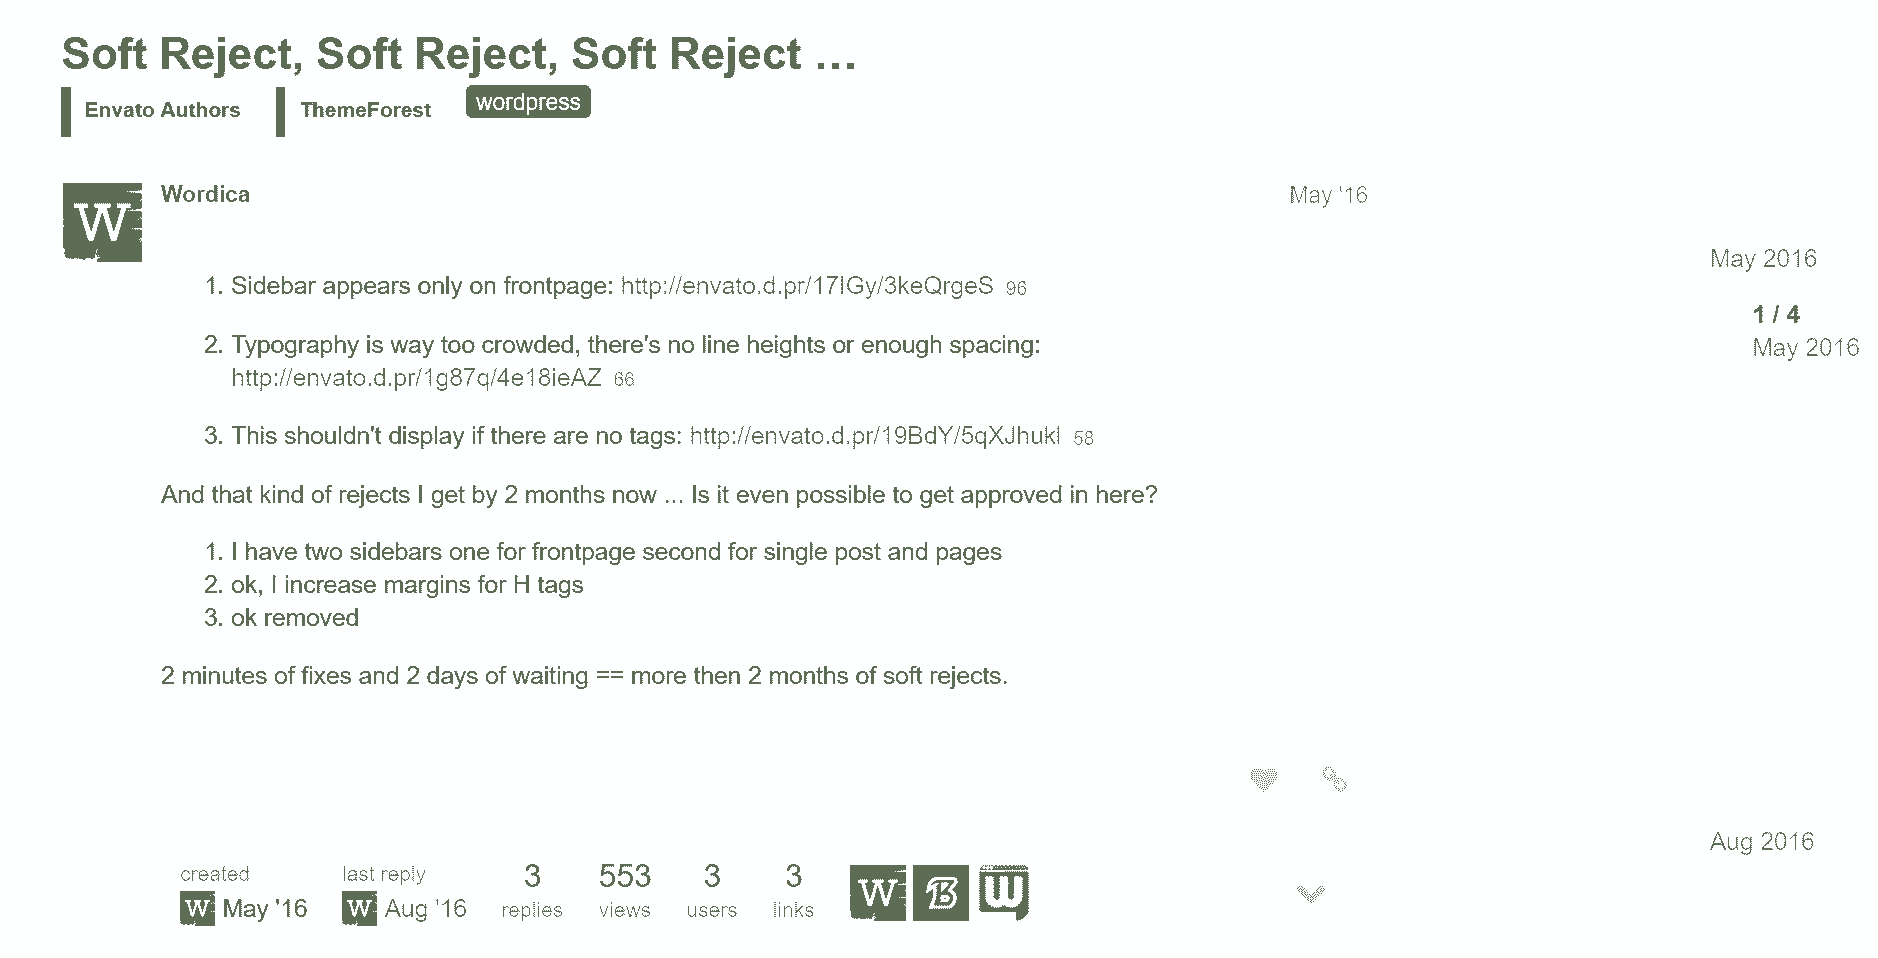 Soft Reject, Soft Reject, Soft Reject ...
Envato Authors ThemeForest wordpress
W Wordica May '16
May 2016
1. Sidebar appears only on frontpage: http://envato.d.pr/17IGy/3keQrgeS 96
1 / 4
2. Typography is way too crowded, there's no line heights or enough spacing:
May 2016
http://envato.d.pr/1g87q/4e18ieAZ 66
3. This shouldn't display if there are no tags: http://envato.d.pr/19BdY/5qXJhukl 58
And that kind of rejects I get by 2 months now ... Is it even possible to get approved in here?
1. I have two sidebars one for frontpage second for single post and pages
2. ok, I increase margins for H tags
3. ok removed
2 minutes of fixes and 2 days of waiting == more then 2 months of soft rejects.
Aug 2016
created last reply 3 553 3 3
W May '16 W Aug '16 replies views users links W B W